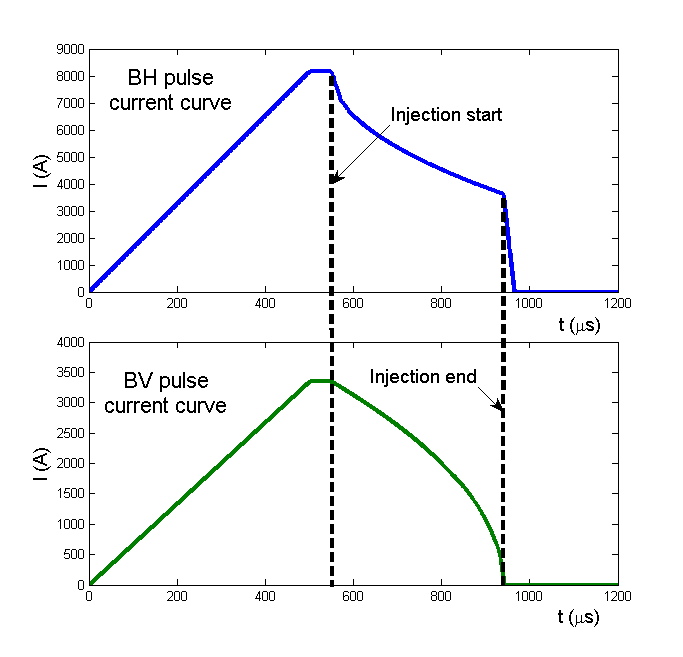 9000
8000
7000
6000
5000
4000
3000
2000
1000
0
I (A)
BH pulse
current curve
Injection start
0 200 400 600 800 1000 1200
t (μs)
4000
3500
3000
2500
2000
1500
1000
500
0
I (A)
BV pulse
current curve
Injection end
0 200 400 600 800 1000 1200
t (μs)